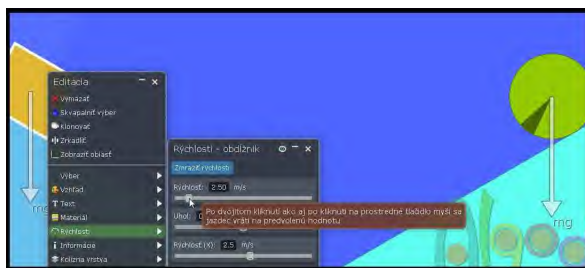 Editácia
Vymazať
Skvapalniť výber
Klonovať
Zrkadliť
Zobraziť oblasť
Výber
Vzhľad
Text
Materiál
Rýchlosti
Informácie
Kolízna vrstva
Rýchlosti - obdĺžnik
Zmraziť rýchlosti
Rýchlosť: 2.50 m/s
Po dvojitom kliknutí ako aj po kliknutí na prostredné tlačidlo myši sa
jazdec vráti na predvolenú hodnotu
Uhol:
Rýchlosť (X): 2.5 m/s
mg
mg